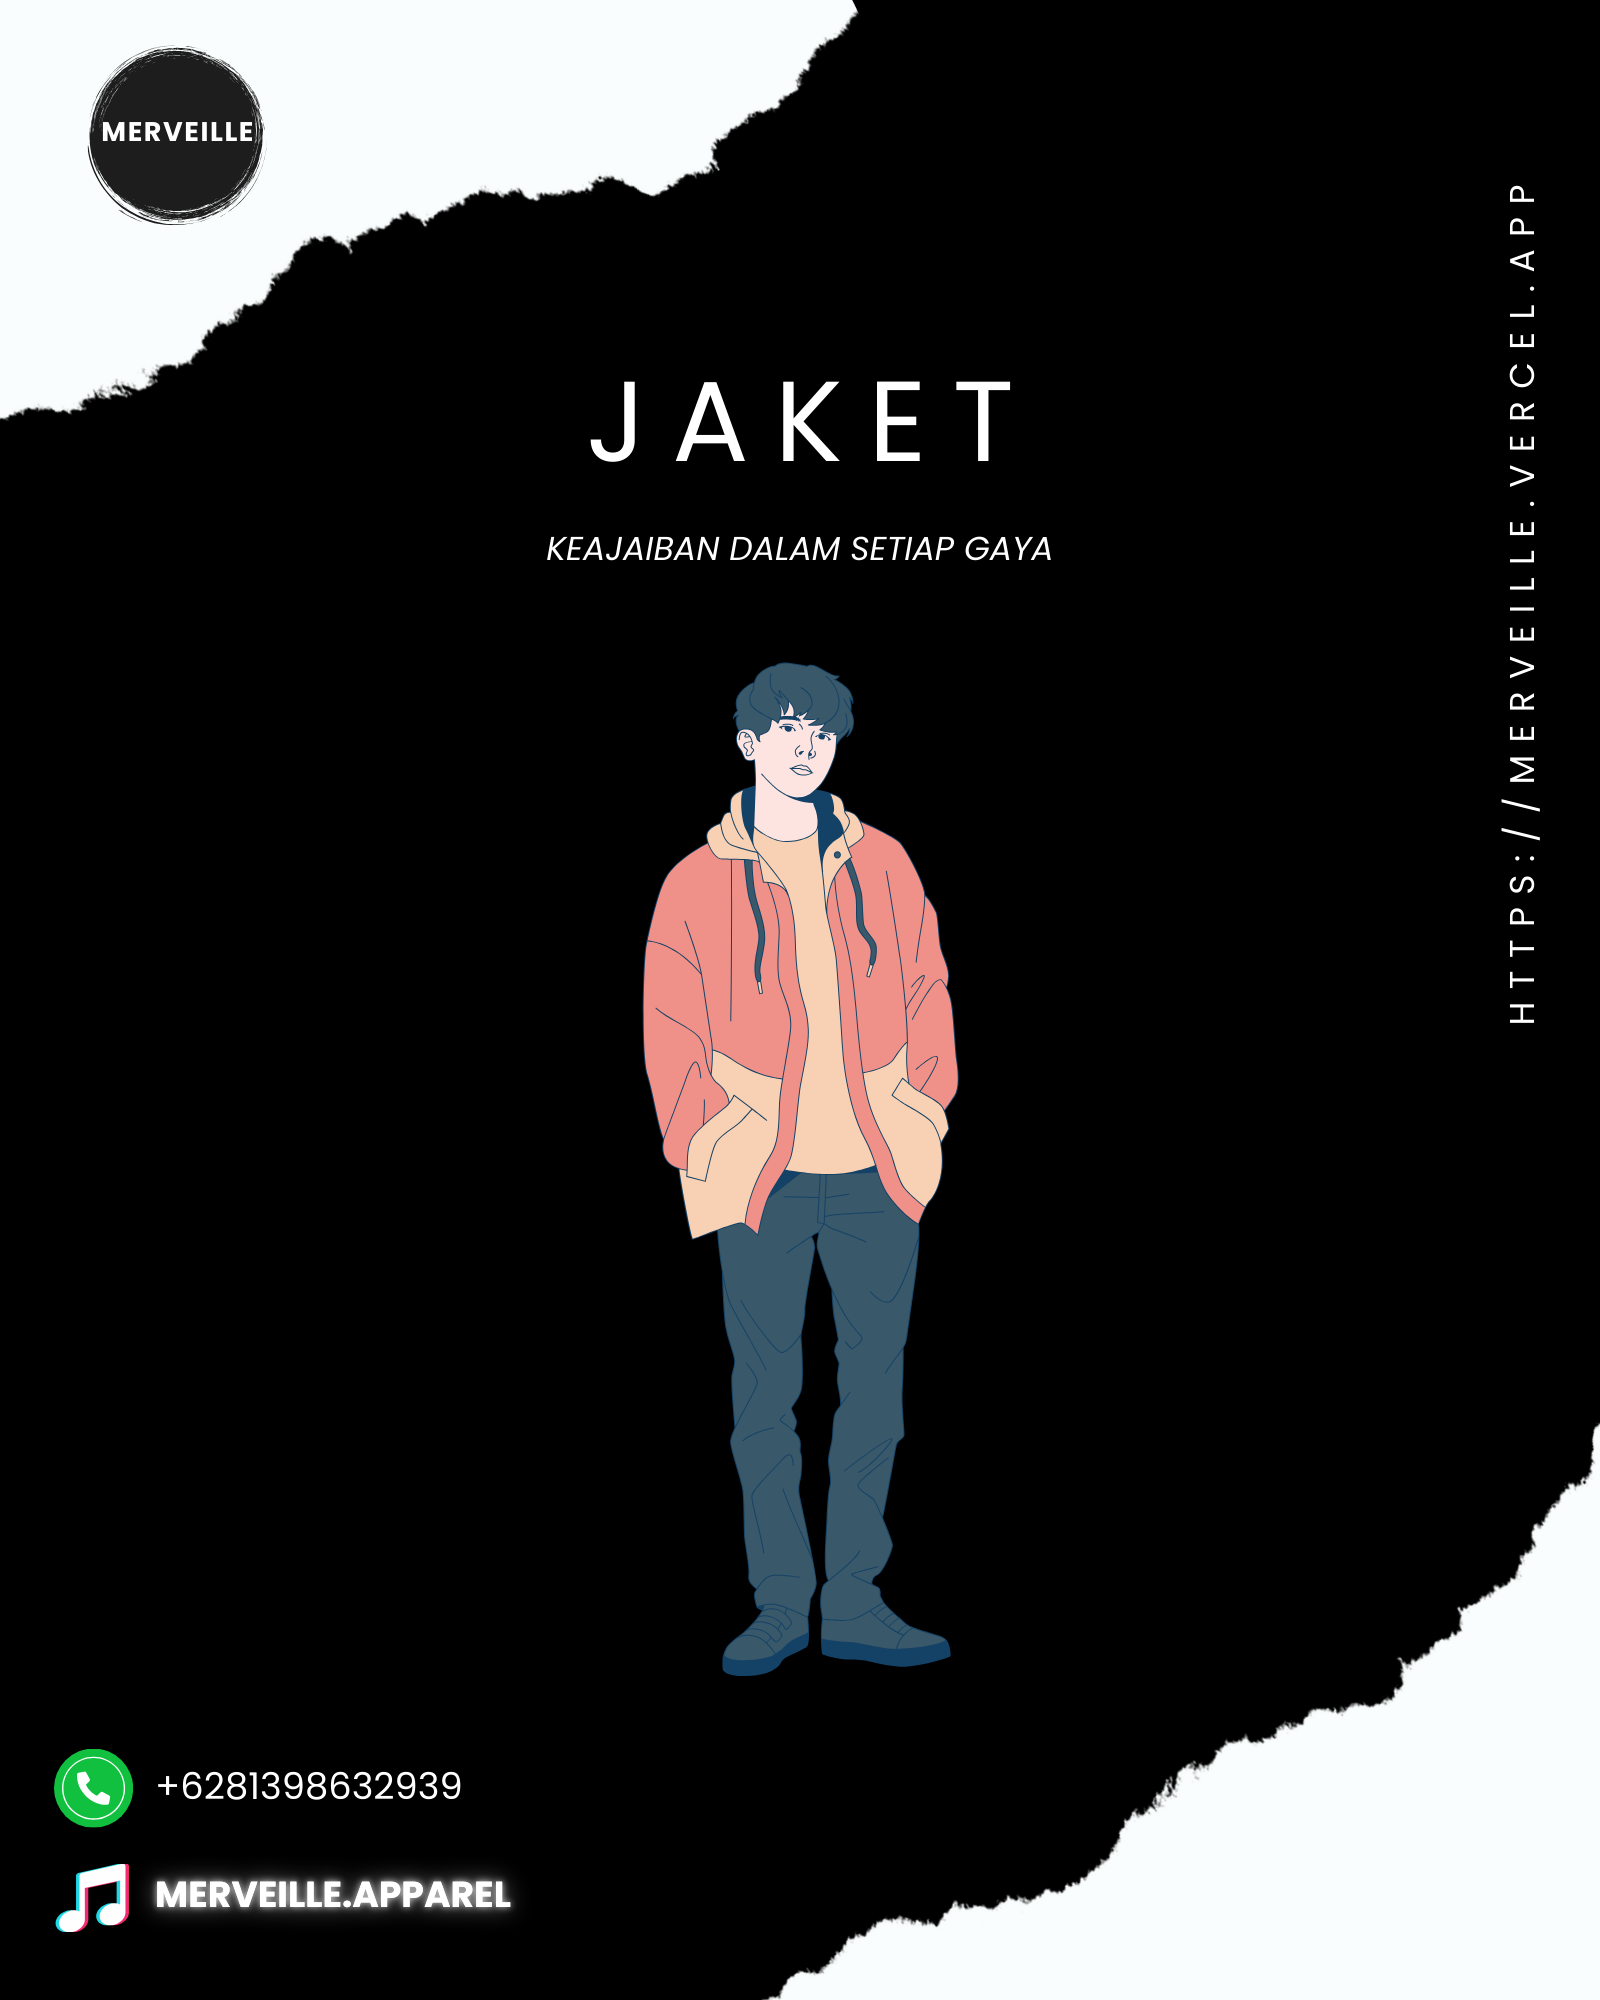 MERVEILLE
JAKET
KEAJAIBAN DALAM SETIAP GAYA
HTTPS://MERVEILLE.VERCEL.APP
+6281398632939
MERVEILLE.APPAREL